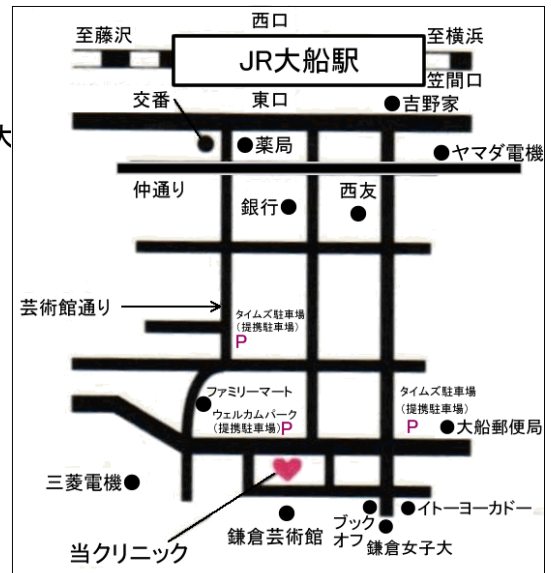 西口
至藤沢
JR大船駅
至横浜
笠間口
交番
東口
吉野家
大
薬局
ヤマダ電機
仲通り
銀行
西友
芸術館通り
タイムズ駐車場
(提携駐車場)
P
ファミリーマート
タイムズ駐車場
(提携駐車場)
P
ウェルカムパーク
(提携駐車場)P
大船郵便局
三菱電機
当クリニック
鎌倉芸術館
ブック
オフ
イトーヨーカドー
鎌倉女子大